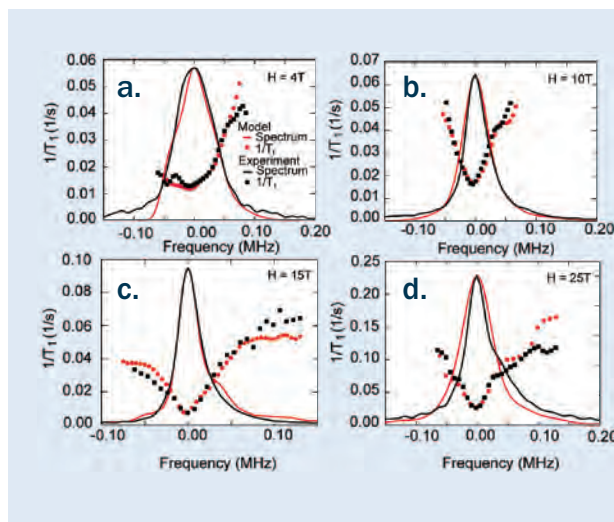 a.
H = 4T
1/T₁ (1/s)
0.06
0.05
0.04
0.03
0.02
0.01
0.00
Model
Spectrum
1/T₁
Experiment
Spectrum
1/T₁
-0.10 0.00 0.10 0.20
Frequency (MHz)
b.
H = 10T
1/T₁ (1/s)
0.07
0.06
0.05
0.04
0.03
0.02
0.01
0.00
-0.10 0.00 0.10 0.20
Frequency (MHz)
c.
H = 15T
1/T₁ (1/s)
0.10
0.08
0.06
0.04
0.02
0.00
-0.10 0.00 0.10
Frequency (MHz)
d.
H = 25T
1/T₁ (1/s)
0.25
0.20
0.15
0.10
0.05
0.00
-0.10 0.00 0.10 0.20
Frequency (MHz)